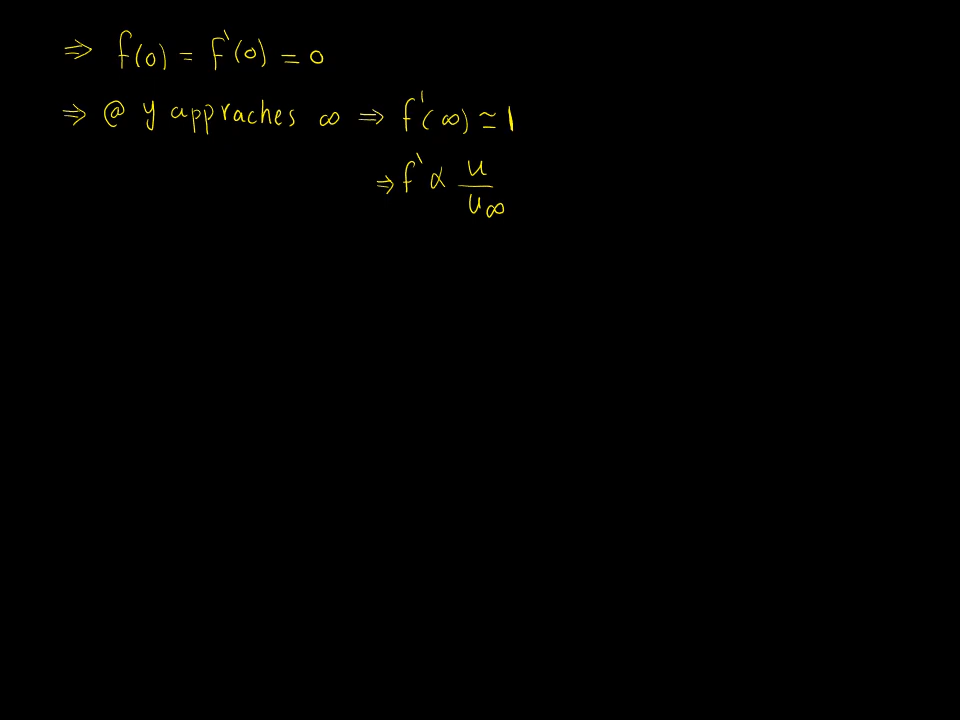 ⇒ f(0) = f`(0) = 0
⇒ @ y appraches ∞ ⇒ f'(∞) ≃ 1
⇒ f` ∝ u/u∞